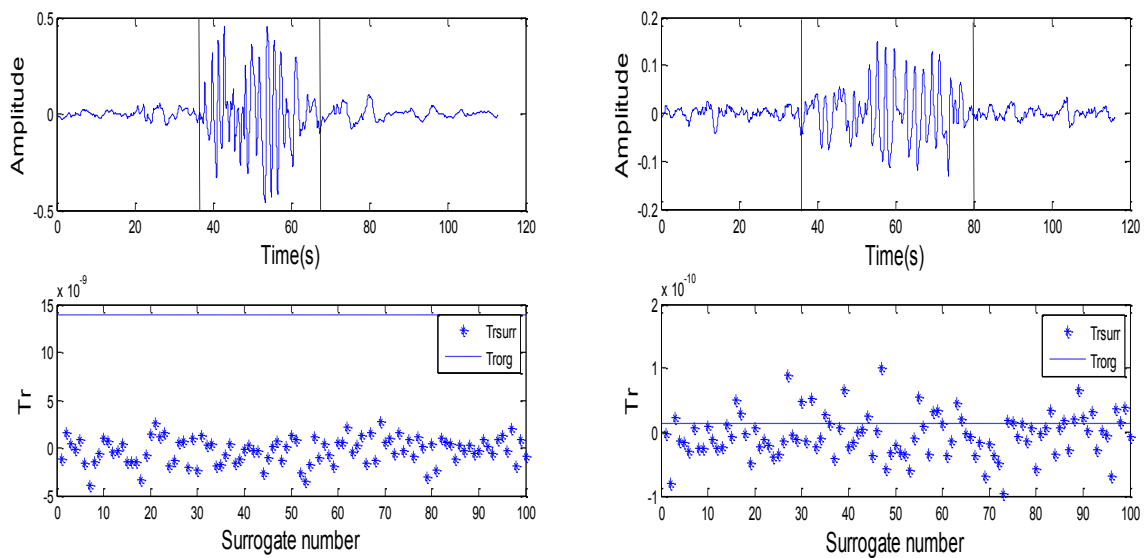 0.5
0
-0.5
Amplitude
0 20 40 60 80 100 120
Time(s)
0.2
0.1
0.0
-0.1
-0.2
Amplitude
0 20 40 60 80 100 120
Time(s)
x 10^-9
15
10
5
0
-5
Tr
Trsurr
Trorg
0 10 20 30 40 50 60 70 80 90 100
Surrogate number
x 10^-10
2
1
0
-1
Tr
Trsurr
Trorg
0 10 20 30 40 50 60 70 80 90 100
Surrogate number